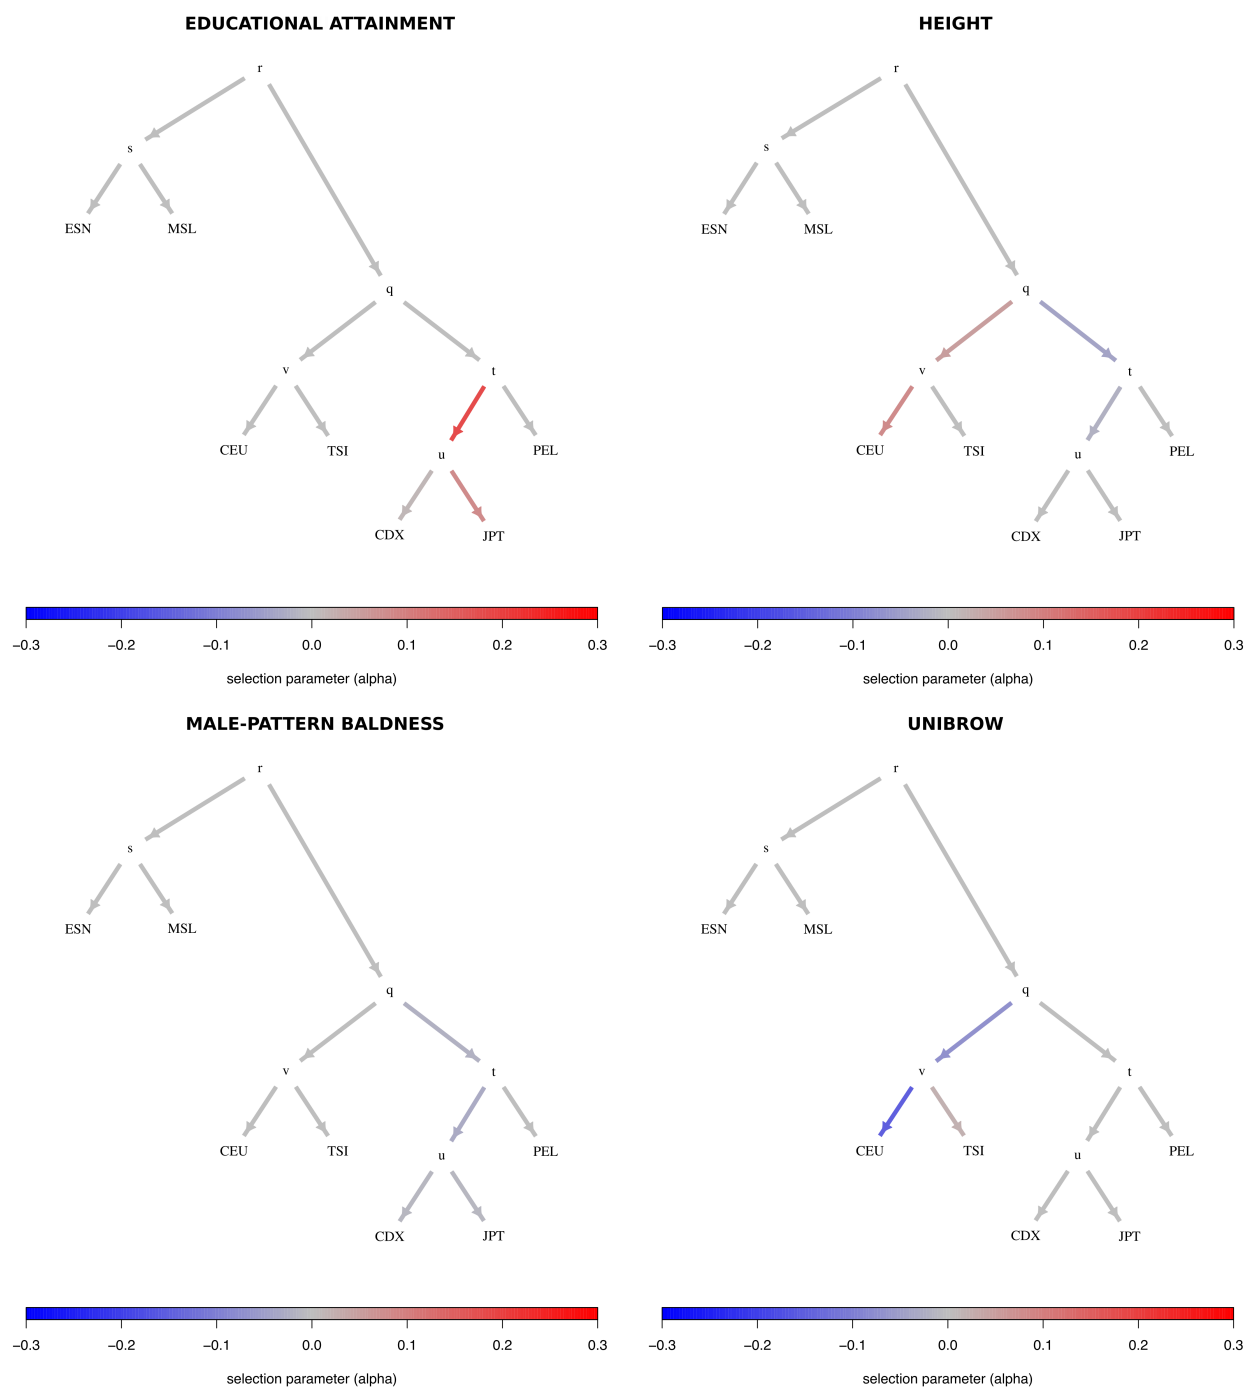 EDUCATIONAL ATTAINMENT
r
s
ESN MSL
q
v t
CEU TSI u PEL
CDX JPT
−0.3 −0.2 −0.1 0.0 0.1 0.2 0.3
selection parameter (alpha)
HEIGHT
r
s
ESN MSL
q
v t
CEU TSI u PEL
CDX JPT
−0.3 −0.2 −0.1 0.0 0.1 0.2 0.3
selection parameter (alpha)
MALE-PATTERN BALDNESS
r
s
ESN MSL
q
v t
CEU TSI u PEL
CDX JPT
−0.3 −0.2 −0.1 0.0 0.1 0.2 0.3
selection parameter (alpha)
UNIBROW
r
s
ESN MSL
q
v t
CEU TSI u PEL
CDX JPT
−0.3 −0.2 −0.1 0.0 0.1 0.2 0.3
selection parameter (alpha)